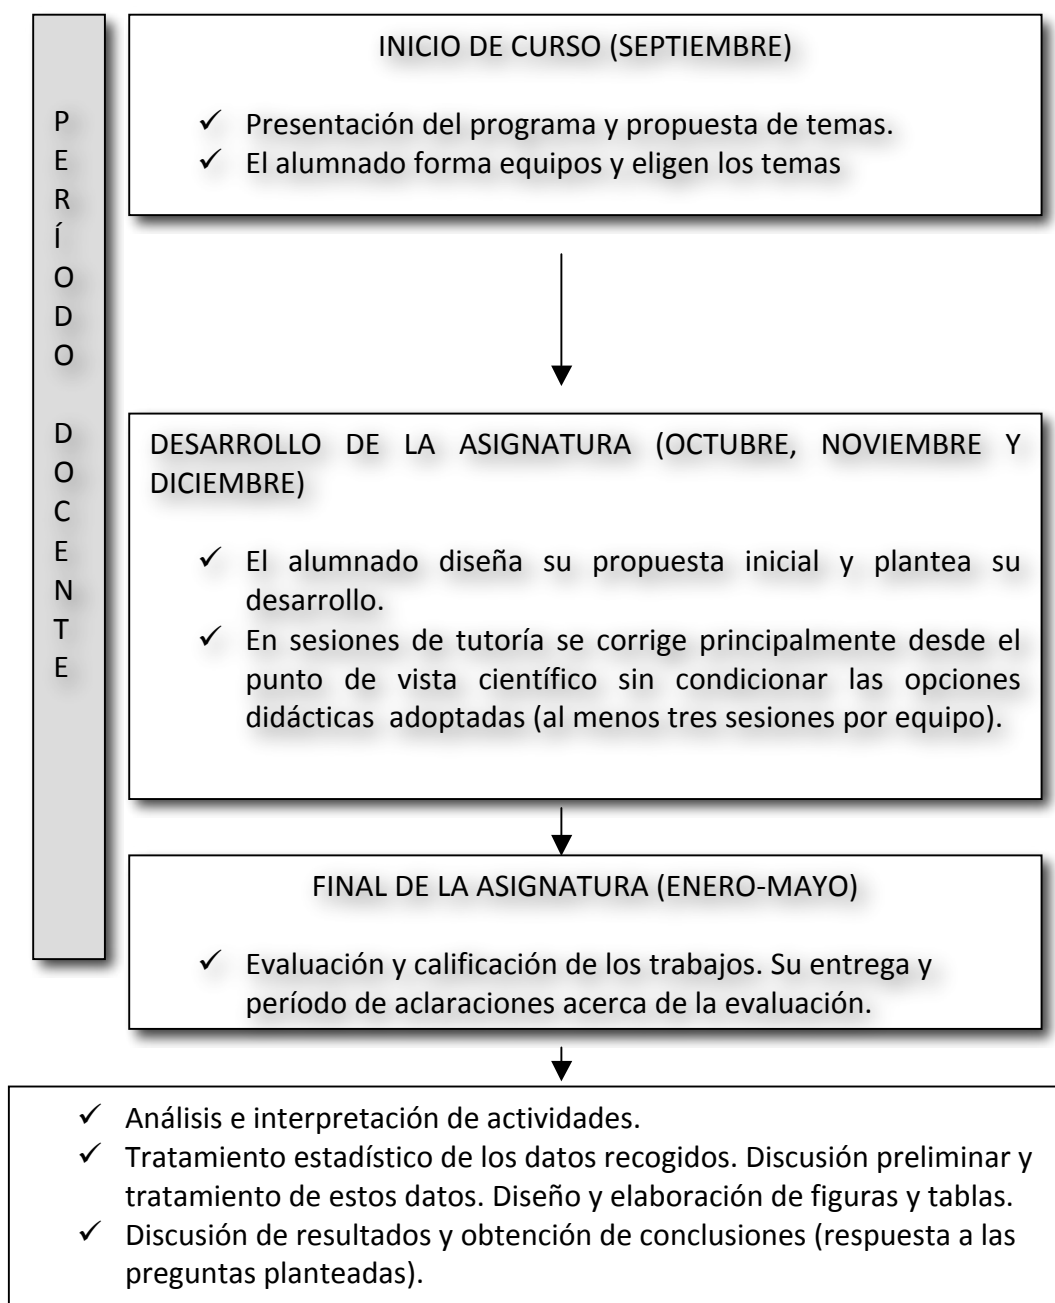 PERÍODO DOCENTE
INICIO DE CURSO (SEPTIEMBRE)
✓ Presentación del programa y propuesta de temas.
✓ El alumnado forma equipos y eligen los temas
DESARROLLO DE LA ASIGNATURA (OCTUBRE, NOVIEMBRE Y
DICIEMBRE)
✓ El alumnado diseña su propuesta inicial y plantea su
desarrollo.
✓ En sesiones de tutoría se corrige principalmente desde el
punto de vista científico sin condicionar las opciones
didácticas adoptadas (al menos tres sesiones por equipo).
FINAL DE LA ASIGNATURA (ENERO-MAYO)
✓ Evaluación y calificación de los trabajos. Su entrega y
período de aclaraciones acerca de la evaluación.
✓ Análisis e interpretación de actividades.
✓ Tratamiento estadístico de los datos recogidos. Discusión preliminar y
tratamiento de estos datos. Diseño y elaboración de figuras y tablas.
✓ Discusión de resultados y obtención de conclusiones (respuesta a las
preguntas planteadas).